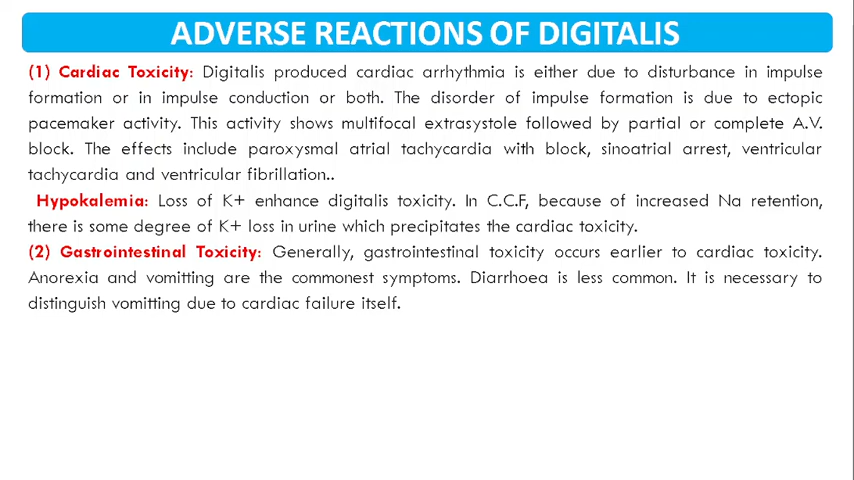 ADVERSE REACTIONS OF DIGITALIS
(1) Cardiac Toxicity: Digitalis produced cardiac arrhythmia is either due to disturbance in impulse
formation or in impulse conduction or both. The disorder of impulse formation is due to ectopic
pacemaker activity. This activity shows multifocal extrasystole followed by partial or complete A.V.
block. The effects include paroxysmal atrial tachycardia with block, sinoatrial arrest, ventricular
tachycardia and ventricular fibrillation..
Hypokalemia: Loss of K+ enhance digitalis toxicity. In C.C.F, because of increased Na retention,
there is some degree of K+ loss in urine which precipitates the cardiac toxicity.
(2) Gastrointestinal Toxicity: Generally, gastrointestinal toxicity occurs earlier to cardiac toxicity.
Anorexia and vomitting are the commonest symptoms. Diarrhoea is less common. It is necessary to
distinguish vomitting due to cardiac failure itself.